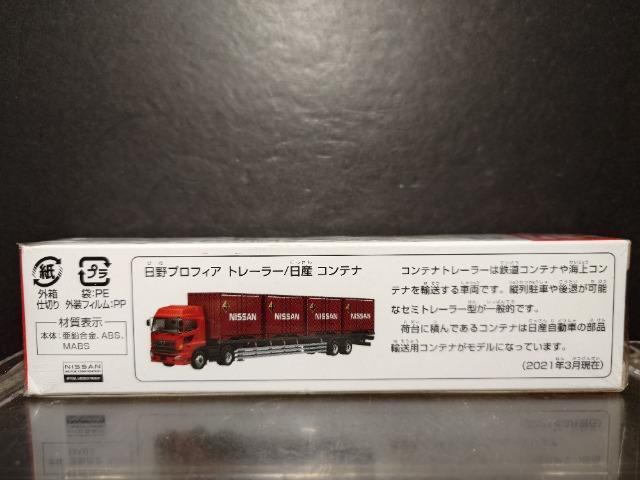 紙
プラ
外箱
仕切り
袋:PE
外装フィルム:PP
材質表示
本体:亜鉛合金、ABS、
MABS
NISSAN
日野プロフィア トレーラー/日産 コンテナ
NISSAN NISSAN NISSAN NISSAN
コンテナトレーラーは鉄道コンテナや海上コン
テナを輸送する車両です。縦列駐車や後退が可能
なセミトレーラー型が一般的です。
荷台に積んであるコンテナは日産自動車の部品
輸送用コンテナがモデルになっています。
(2021年3月現在)